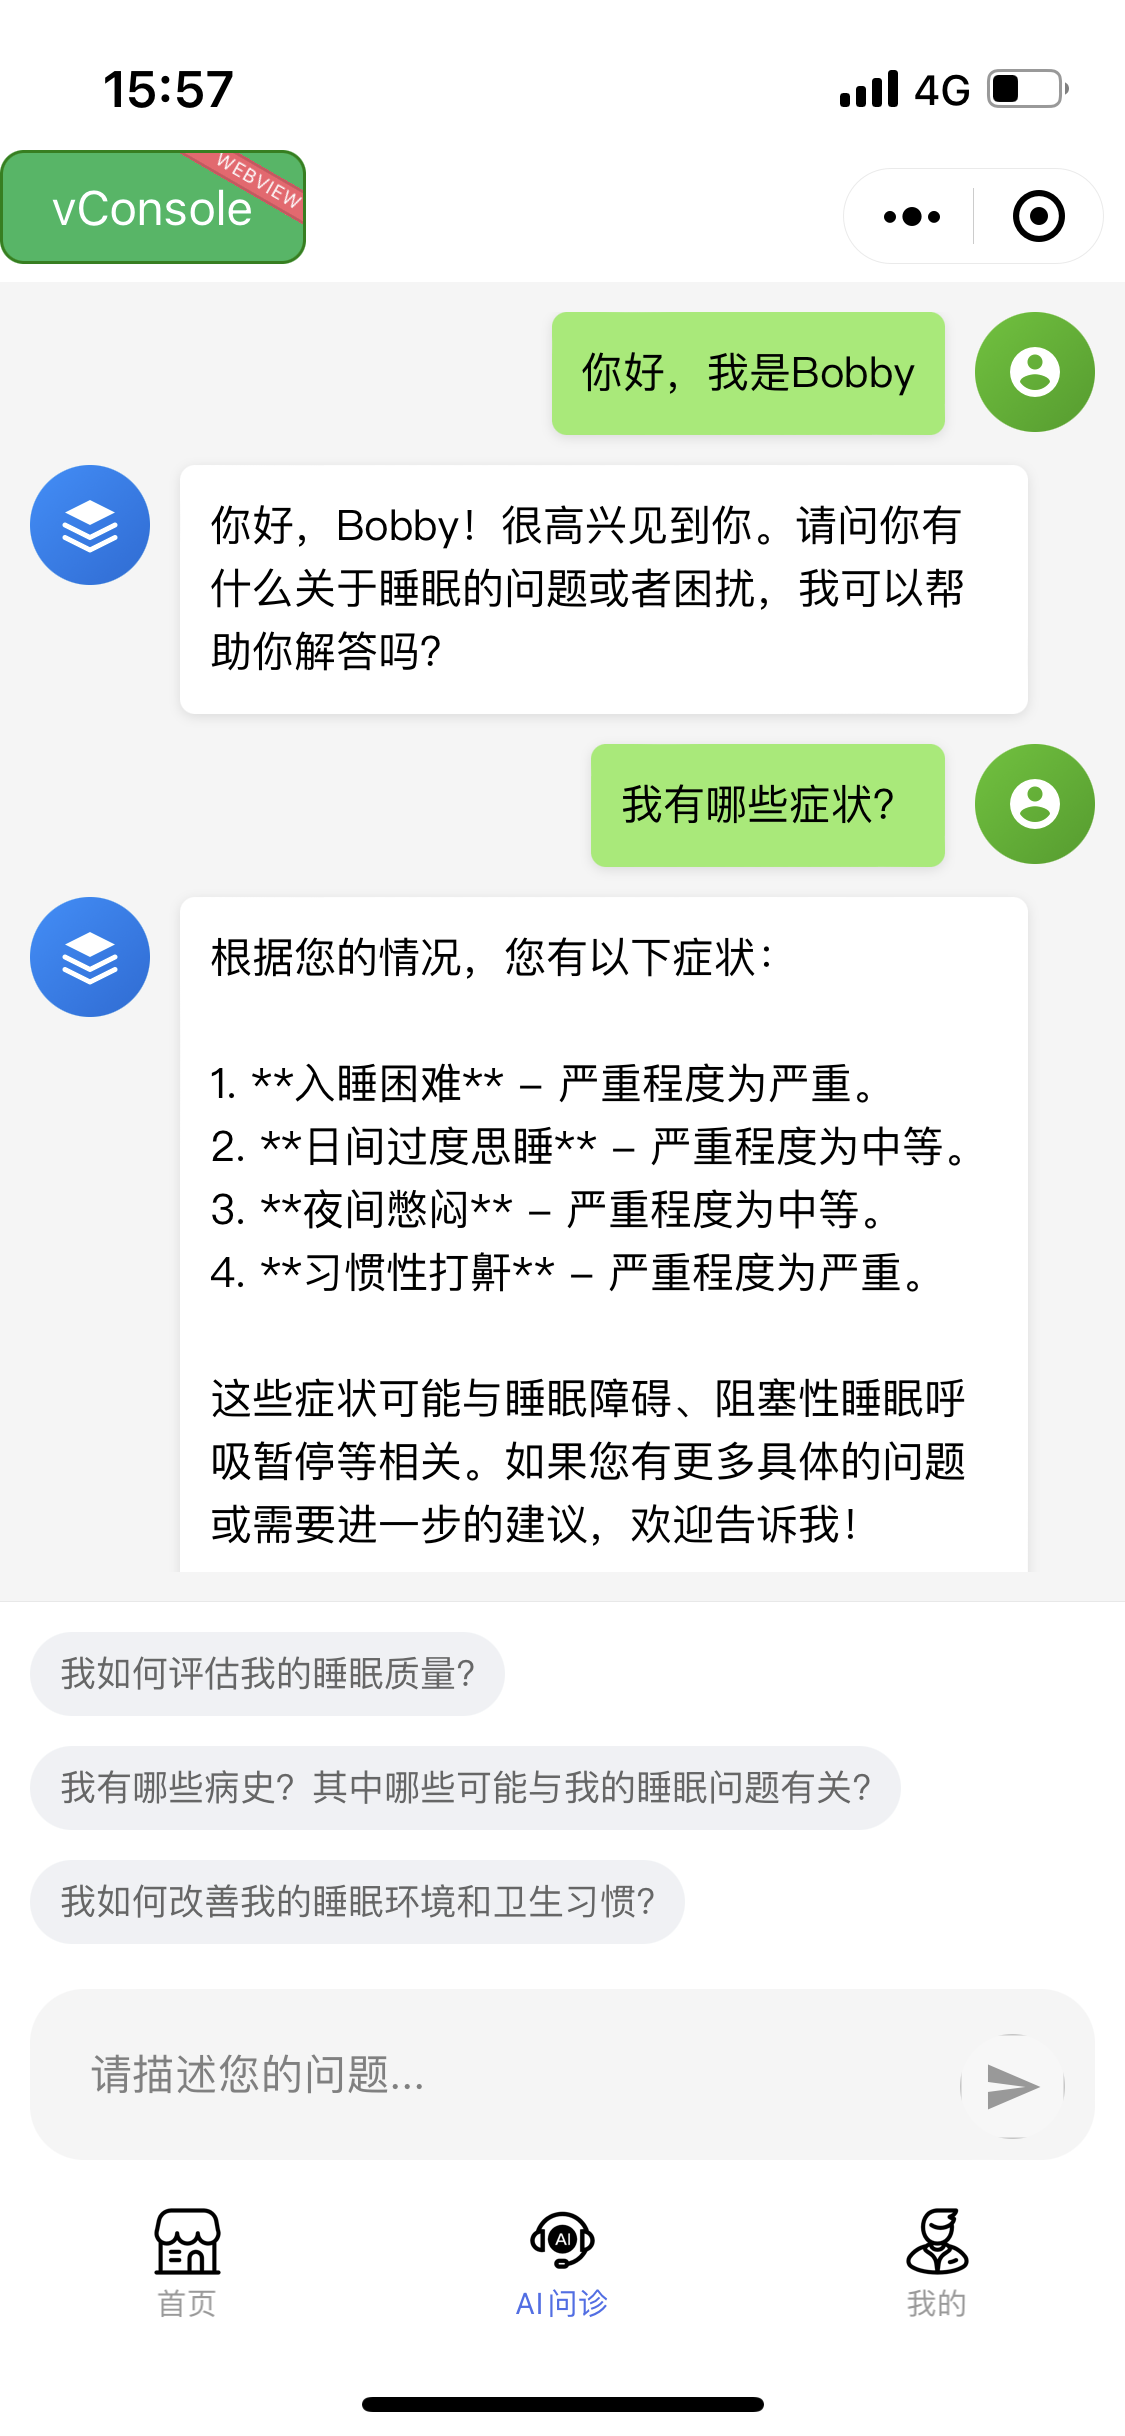 15:57
4G
vConsole
WEBVIEW
你好，我是Bobby
你好，Bobby！很高兴见到你。请问你有
什么关于睡眠的问题或者困扰，我可以帮
助你解答吗？
我有哪些症状？
根据您的情况，您有以下症状：
1. **入睡困难** – 严重程度为严重。
2. **日间过度思睡** – 严重程度为中等。
3. **夜间憋闷** – 严重程度为中等。
4. **习惯性打鼾** – 严重程度为严重。
这些症状可能与睡眠障碍、阻塞性睡眠呼
吸暂停等相关。如果您有更多具体的问题
或需要进一步的建议，欢迎告诉我！
我如何评估我的睡眠质量？
我有哪些病史？其中哪些可能与我的睡眠问题有关？
我如何改善我的睡眠环境和卫生习惯？
请描述您的问题...
AI
首页
AI问诊
我的